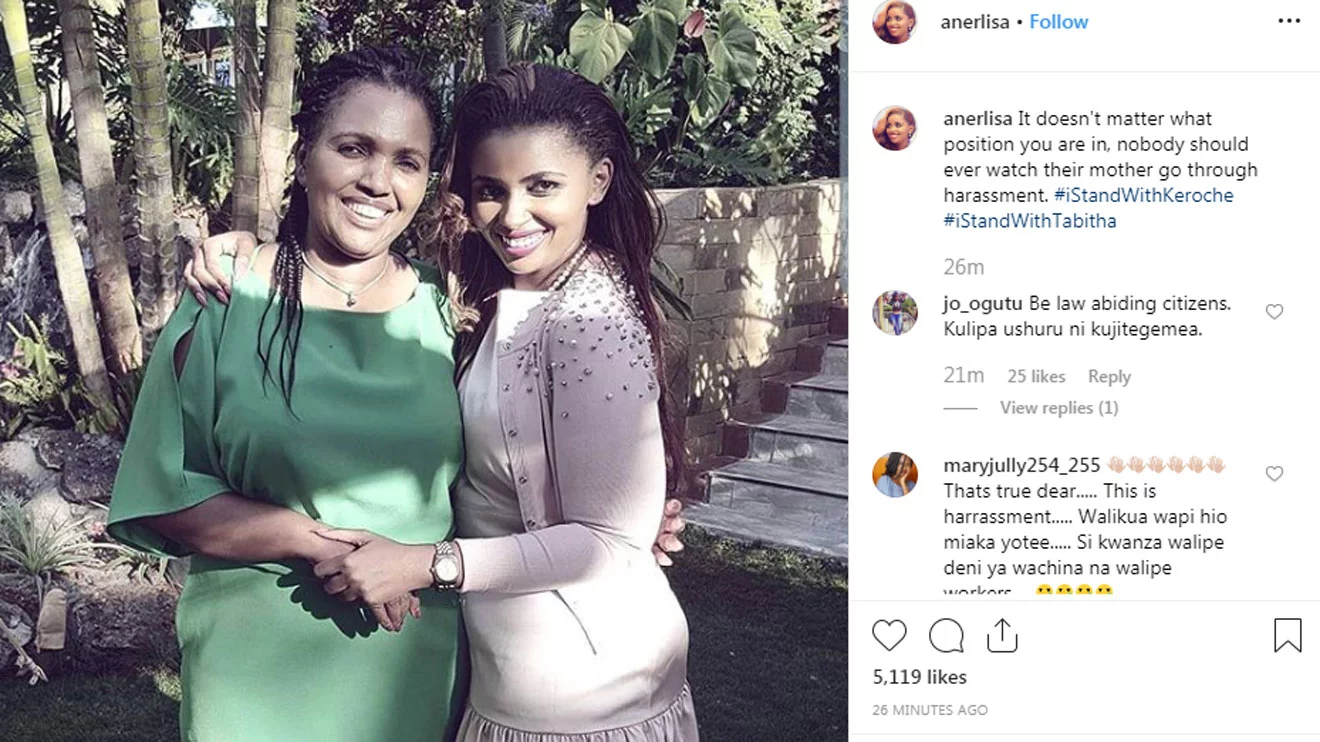 anerlisa • Follow
anerlisa It doesn't matter what
position you are in, nobody should
ever watch their mother go through
harassment. #iStandWithKeroche
#iStandWithTabitha
26m
jo_ogutu Be law abiding citizens.
Kulipa ushuru ni kujitegemea.
21m 25 likes Reply
View replies (1)
maryjully254_255 👋🏻👋🏻👋🏻👋🏻👋🏻👋🏻
Thats true dear..... This is
harrassment..... Walikua wapi hio
miaka yotee..... Si kwanza walipe
deni ya wachina na walipe
workers....
5,119 likes
26 MINUTES AGO